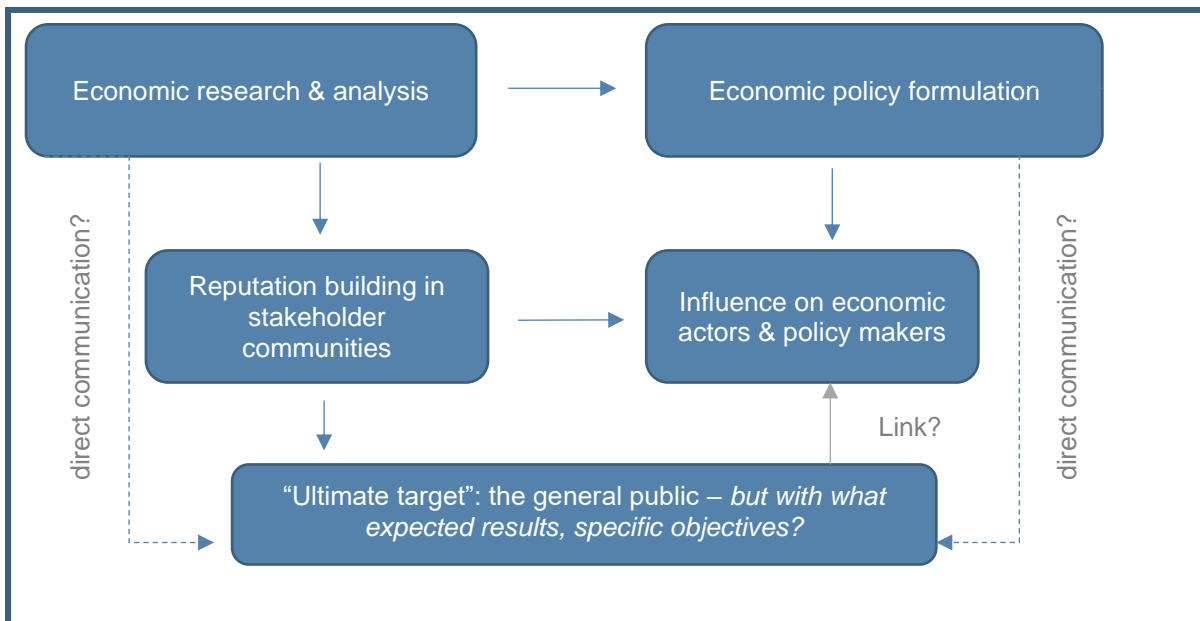 Economic research & analysis
Economic policy formulation
direct communication?
Reputation building in
stakeholder
communities
Influence on economic
actors & policy makers
direct communication?
Link?
“Ultimate target”: the general public – but with what
expected results, specific objectives?